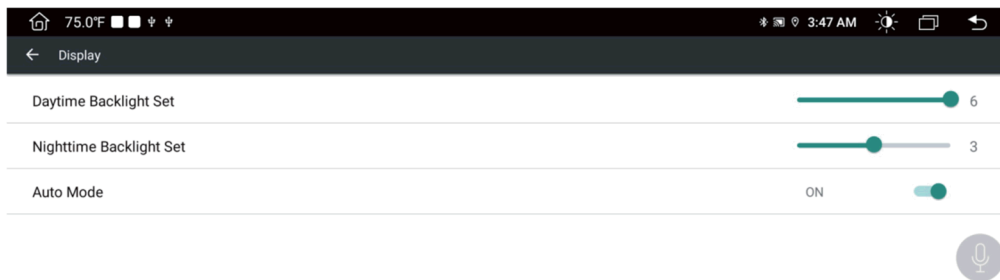 75.0°F 3:47 AM
Display
Daytime Backlight Set 6
Nighttime Backlight Set 3
Auto Mode ON